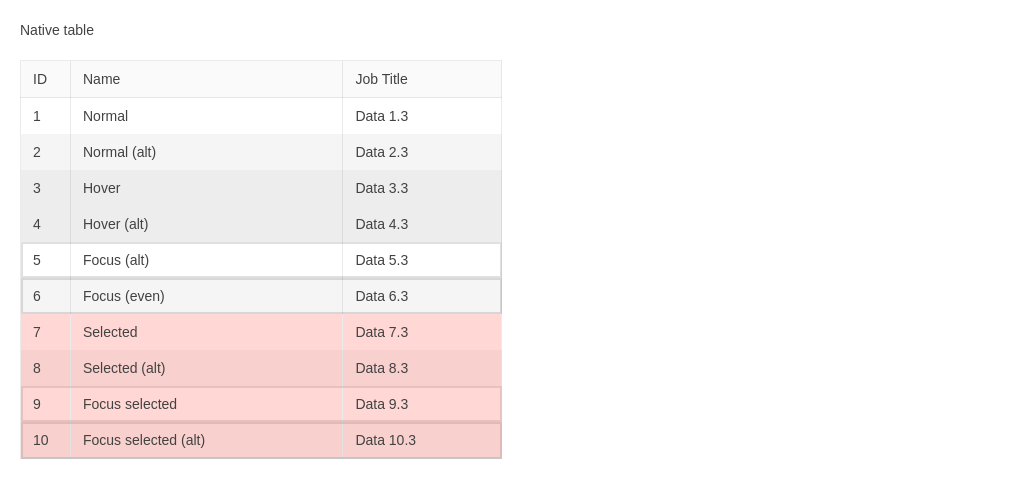 Native table
ID Name Job Title
1 Normal Data 1.3
2 Normal (alt) Data 2.3
3 Hover Data 3.3
4 Hover (alt) Data 4.3
5 Focus (alt) Data 5.3
6 Focus (even) Data 6.3
7 Selected Data 7.3
8 Selected (alt) Data 8.3
9 Focus selected Data 9.3
10 Focus selected (alt) Data 10.3